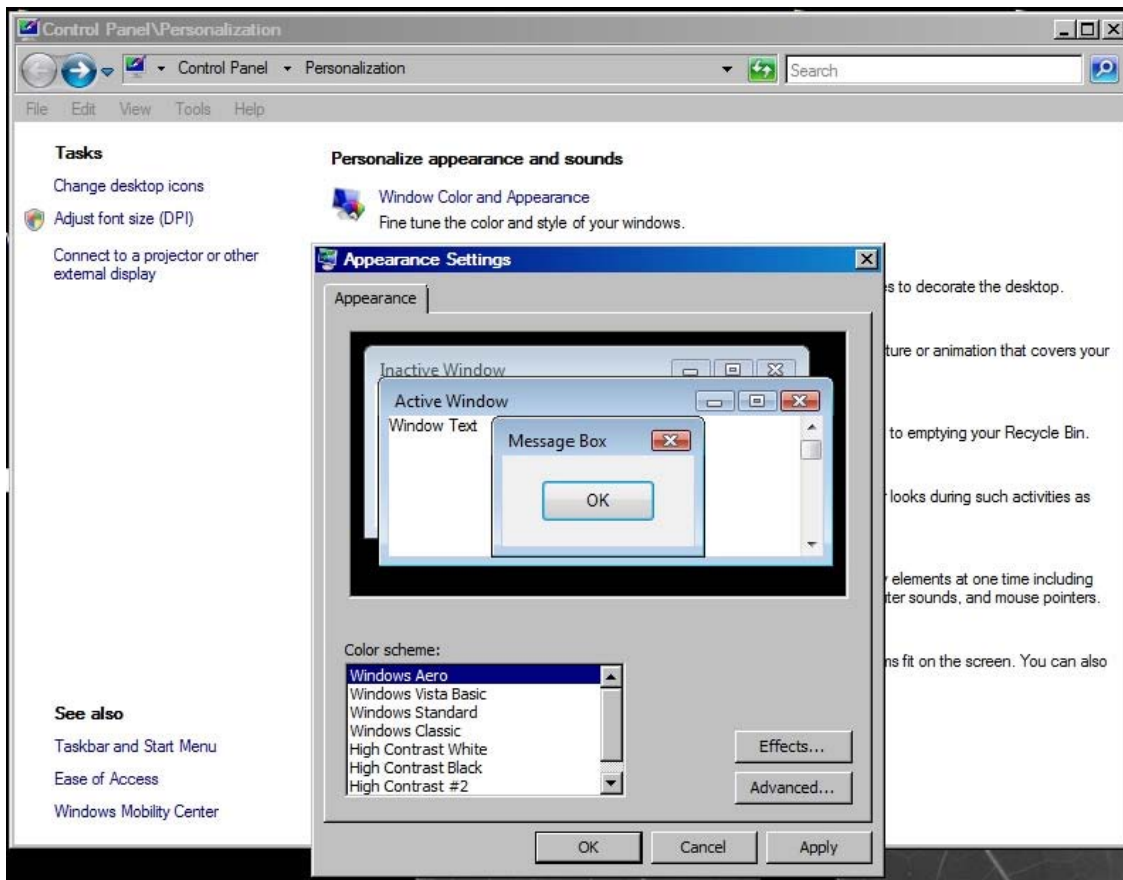 Control Panel\Personalization
Control Panel Personalization
Search
File Edit View Tools Help
Tasks
Change desktop icons
Adjust font size (DPI)
Connect to a projector or other
external display
See also
Taskbar and Start Menu
Ease of Access
Windows Mobility Center
Personalize appearance and sounds
Window Color and Appearance
Fine tune the color and style of your windows.
to decorate the desktop.
or animation that covers your
to emptying your Recycle Bin.
looks during such activities as
elements at one time including
sounds, and mouse pointers.
fit on the screen. You can also
Appearance Settings
Appearance
Inactive Window
Active Window
Window Text
Message Box
OK
Color scheme:
Windows Aero
Windows Vista Basic
Windows Standard
Windows Classic
High Contrast White
High Contrast Black
High Contrast #2
Effects...
Advanced...
OK Cancel Apply